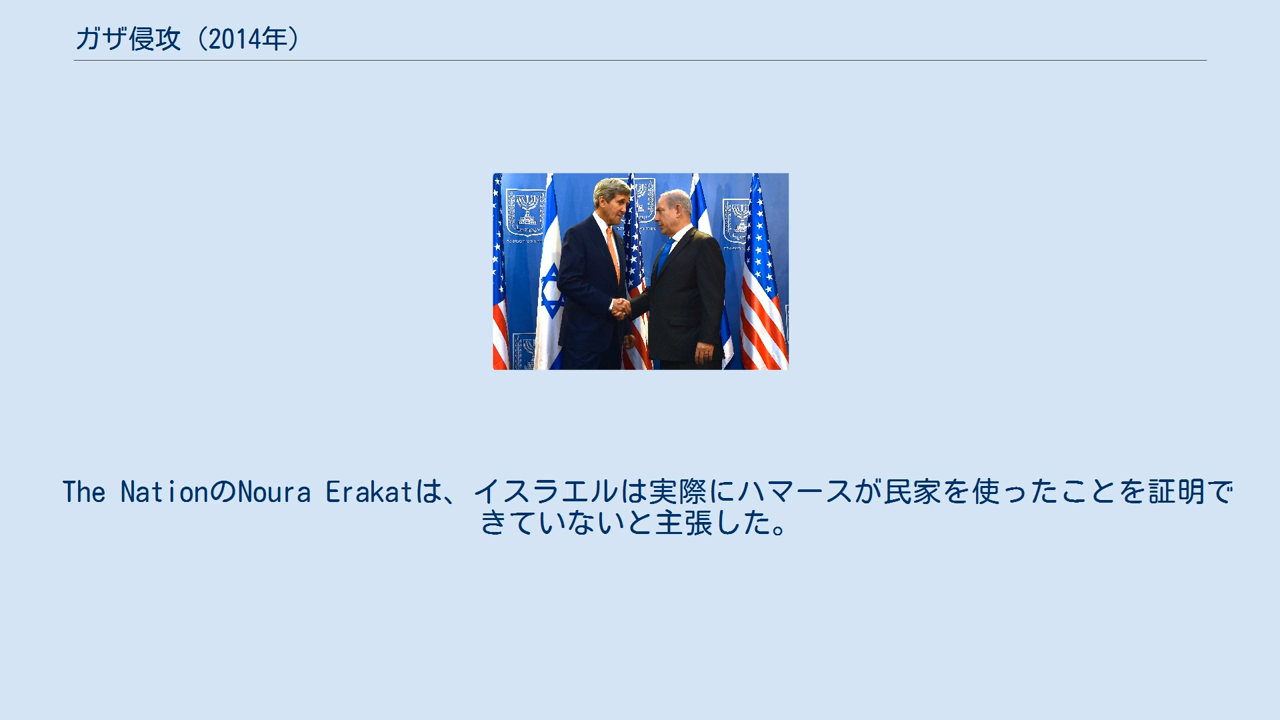 ガザ侵攻（2014年）
The NationのNoura Erakatは、イスラエルは実際にハマースが民家を使ったことを証明で
きていないと主張した。